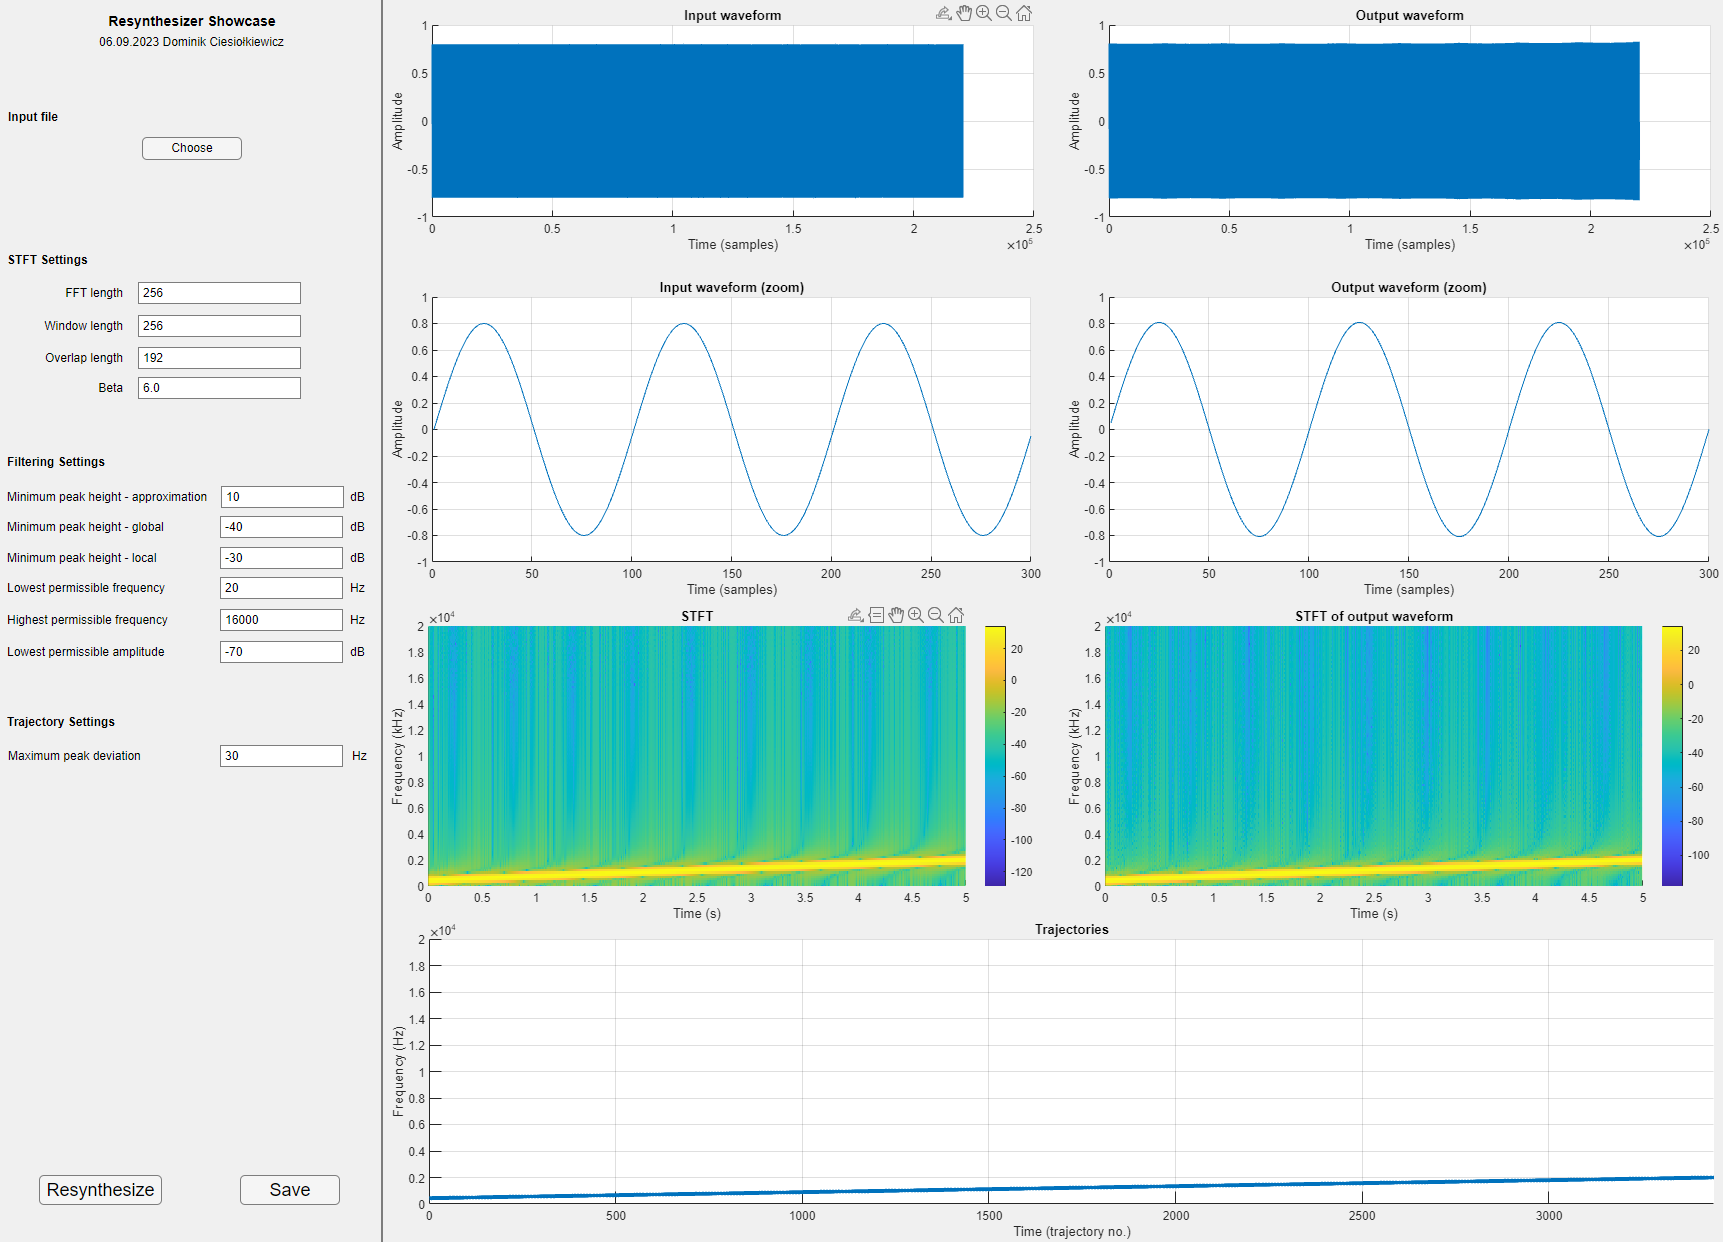 Resynthesizer Showcase
06.09.2023 Dominik Ciesiołkiewicz
Input file
Choose
STFT Settings
FFT length 256
Window length 256
Overlap length 192
Beta 6.0
Filtering Settings
Minimum peak height - approximation 10 dB
Minimum peak height - global -40 dB
Minimum peak height - local -30 dB
Lowest permissible frequency 20 Hz
Highest permissible frequency 16000 Hz
Lowest permissible amplitude -70 dB
Trajectory Settings
Maximum peak deviation 30 Hz
Resynthesize Save
Input waveform
1
0.5
0
-0.5
-1
Amplitude
0 0.5 1 1.5 2 2.5
Time (samples)
×10⁵
Output waveform
1
0.5
0
-0.5
-1
Amplitude
0 0.5 1 1.5 2 2.5
Time (samples)
×10⁵
Input waveform (zoom)
1
0.8
0.6
0.4
0.2
0
-0.2
-0.4
-0.6
-0.8
-1
Amplitude
0 50 100 150 200 250 300
Time (samples)
Output waveform (zoom)
1
0.8
0.6
0.4
0.2
0
-0.2
-0.4
-0.6
-0.8
-1
Amplitude
0 50 100 150 200 250 300
Time (samples)
STFT
×10⁴
2
1.8
1.6
1.4
1.2
1
0.8
0.6
0.4
0.2
0
Frequency (kHz)
0 0.5 1 1.5 2 2.5 3 3.5 4 4.5 5
Time (s)
20
0
-20
-40
-60
-80
-100
-120
STFT of output waveform
×10⁴
2
1.8
1.6
1.4
1.2
1
0.8
0.6
0.4
0.2
0
Frequency (kHz)
0 0.5 1 1.5 2 2.5 3 3.5 4 4.5 5
Time (s)
20
0
-20
-40
-60
-80
-100
Trajectories
×10⁴
2
1.8
1.6
1.4
1.2
1
0.8
0.6
0.4
0.2
0
Frequency (Hz)
0 500 1000 1500 2000 2500 3000
Time (trajectory no.)